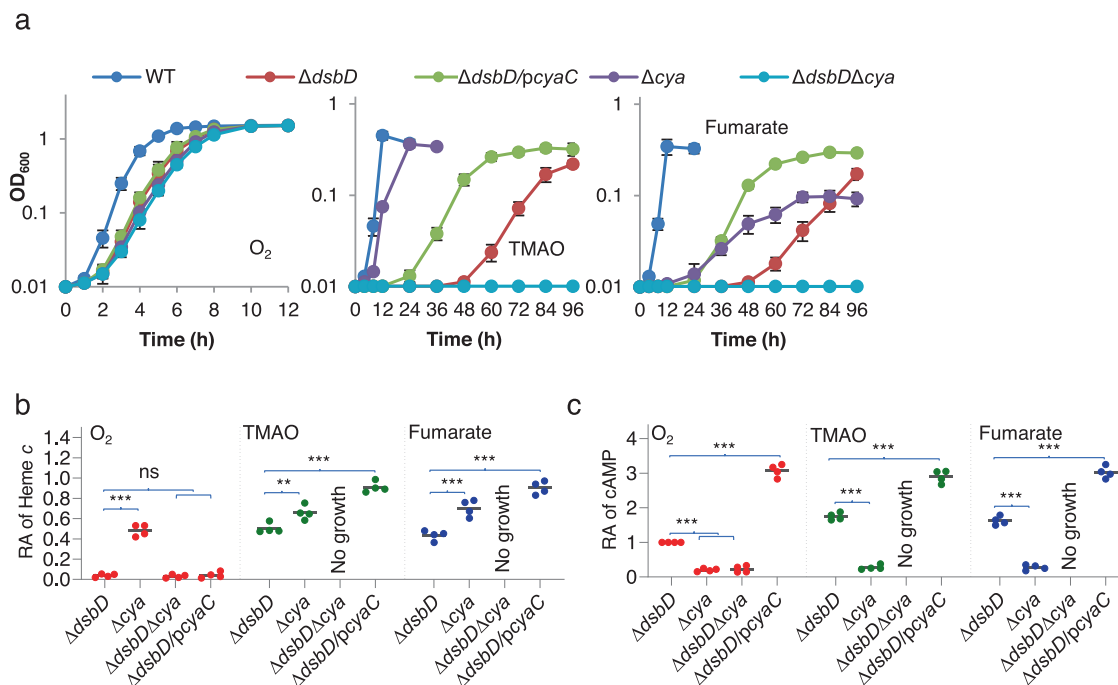 a
WT ΔdsbD ΔdsbD/pcyaC Δcya ΔdsbDΔcya
OD600
1
0.1
0.01
O2
0 2 4 6 8 10 12
Time (h)
1
0.1
0.01
TMAO
0 12 24 36 48 60 72 84 96
Time (h)
1
0.1
0.01
Fumarate
0 12 24 36 48 60 72 84 96
Time (h)
b
RA of Heme c
1.4
1.2
1.0
0.8
0.6
0.4
0.2
0.0
O2 TMAO Fumarate
ns
***
***
**
***
***
No growth
No growth
ΔdsbD Δcya ΔdsbDΔcya ΔdsbD/pcyaC ΔdsbD Δcya ΔdsbDΔcya ΔdsbD/pcyaC ΔdsbD Δcya ΔdsbDΔcya ΔdsbD/pcyaC
c
RA of cAMP
4
3
2
1
0
O2 TMAO Fumarate
***
***
***
***
***
***
No growth
No growth
ΔdsbD Δcya ΔdsbDΔcya ΔdsbD/pcyaC ΔdsbD Δcya ΔdsbDΔcya ΔdsbD/pcyaC ΔdsbD Δcya ΔdsbDΔcya ΔdsbD/pcyaC